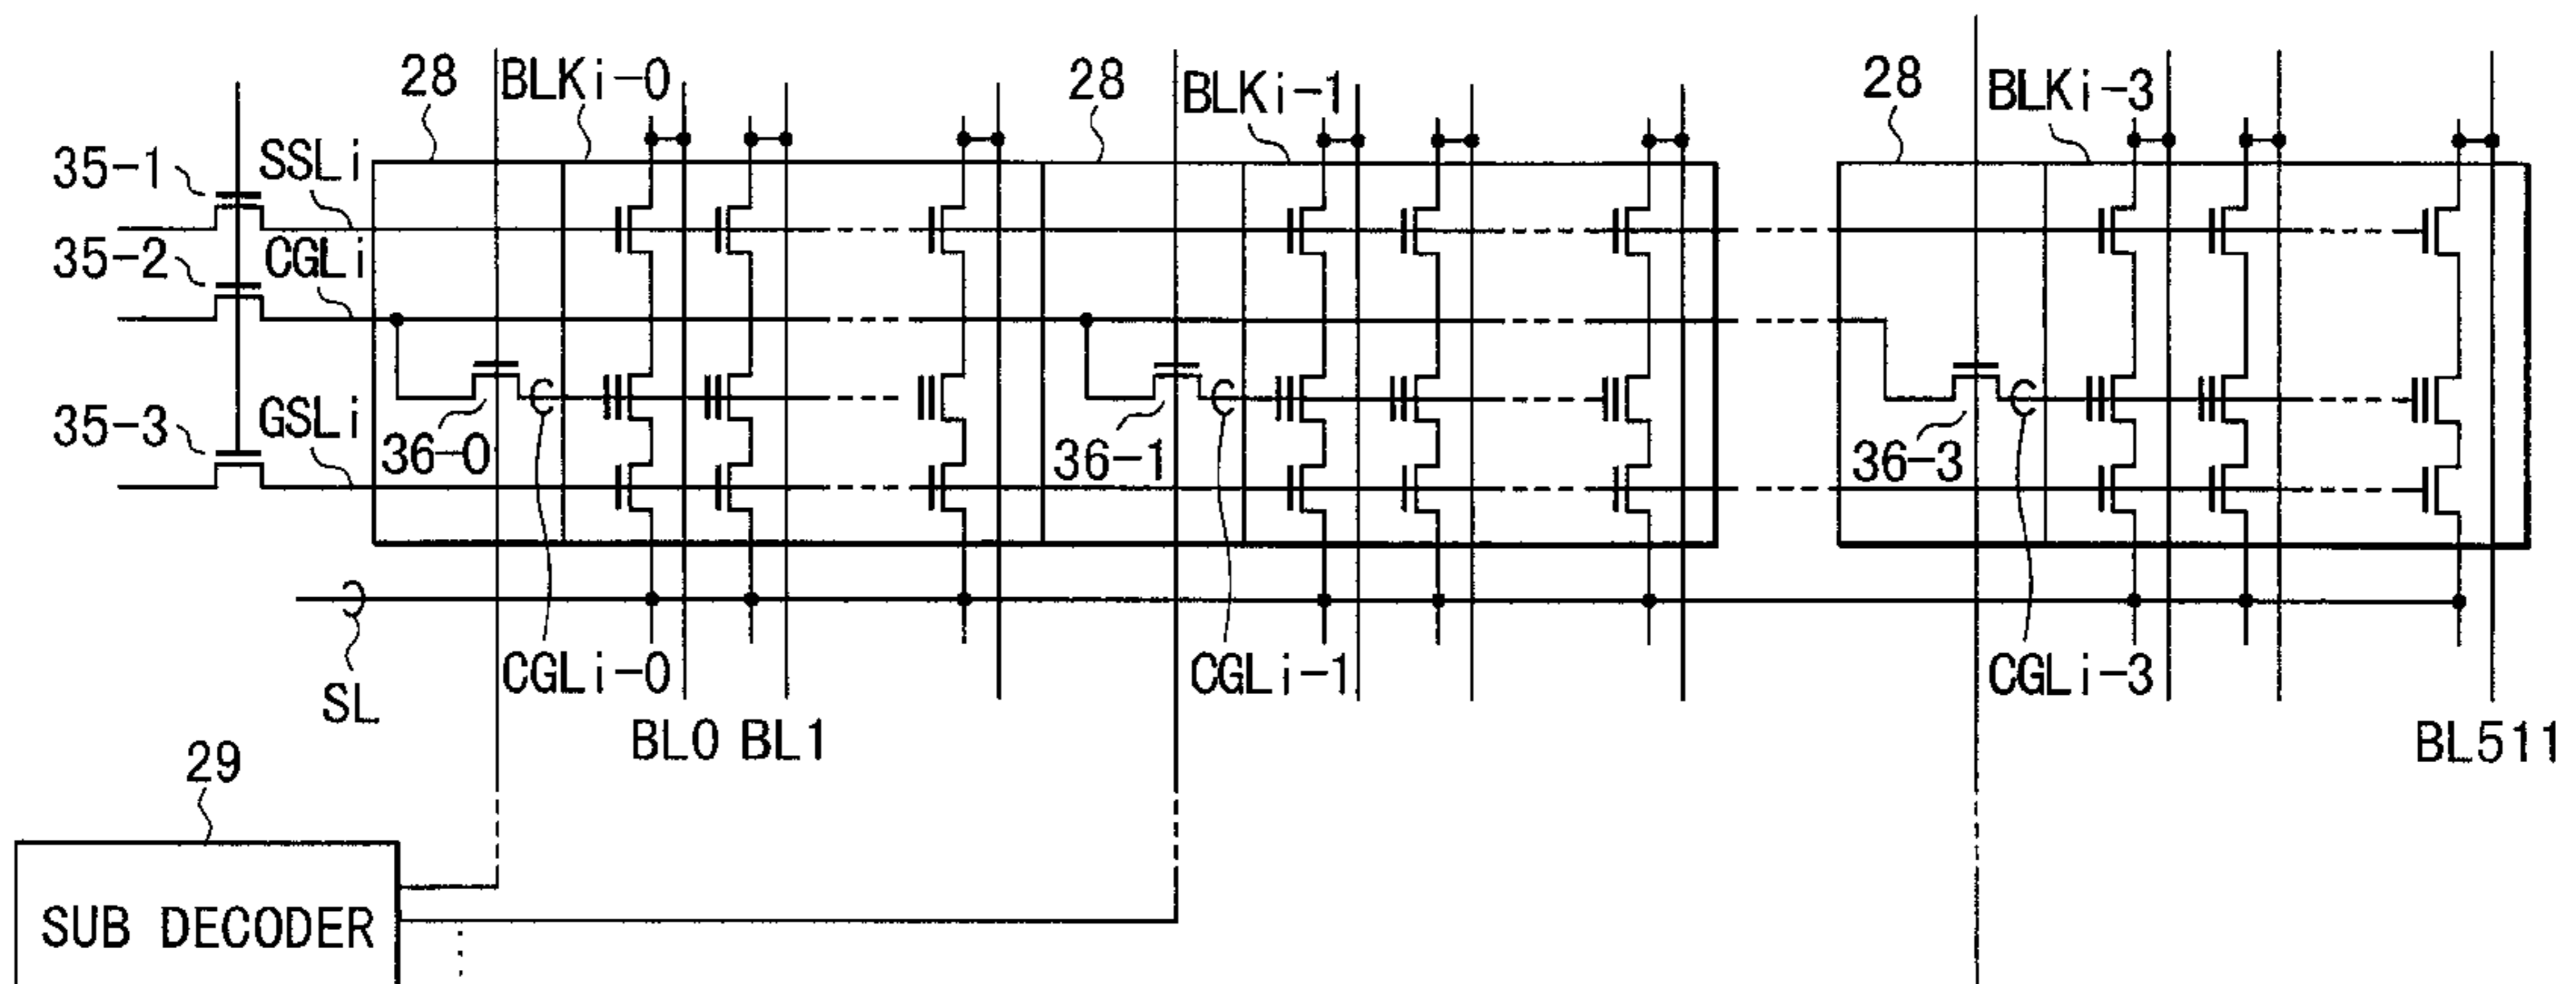 28
BLKi-0
28
BLKi-1
28
BLKi-3
35-1
SSLi
35-2
CGLi
35-3
GSLi
36-0
36-1
36-3
SL
CGLi-0
CGLi-1
CGLi-3
BL0
BL1
BL511
29
SUB DECODER